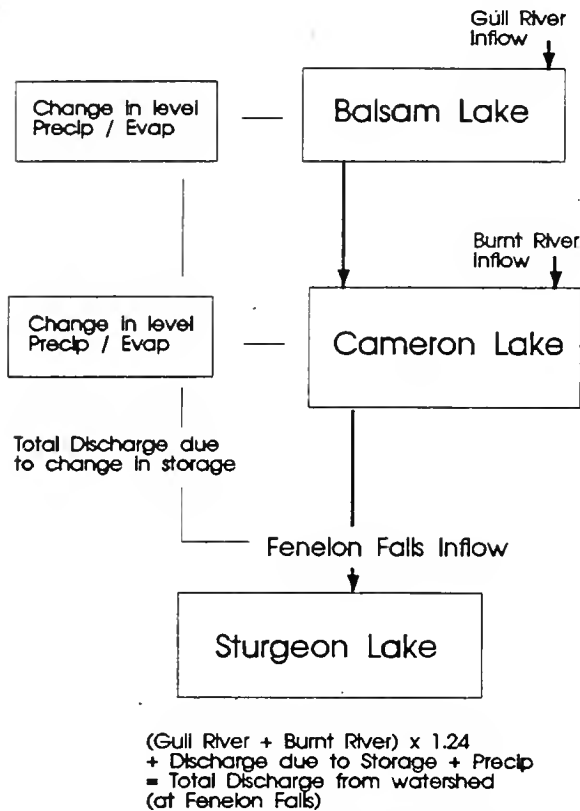 Gull River
Inflow
Change in level
Precip / Evap
Balsam Lake
Burnt River
Inflow
Change in level
Precip / Evap
Cameron Lake
Total Discharge due
to change in storage
Fenelon Falls Inflow
Sturgeon Lake
(Gull River + Burnt River) x 1.24
+ Discharge due to Storage + Precip
= Total Discharge from watershed
(at Fenelon Falls)